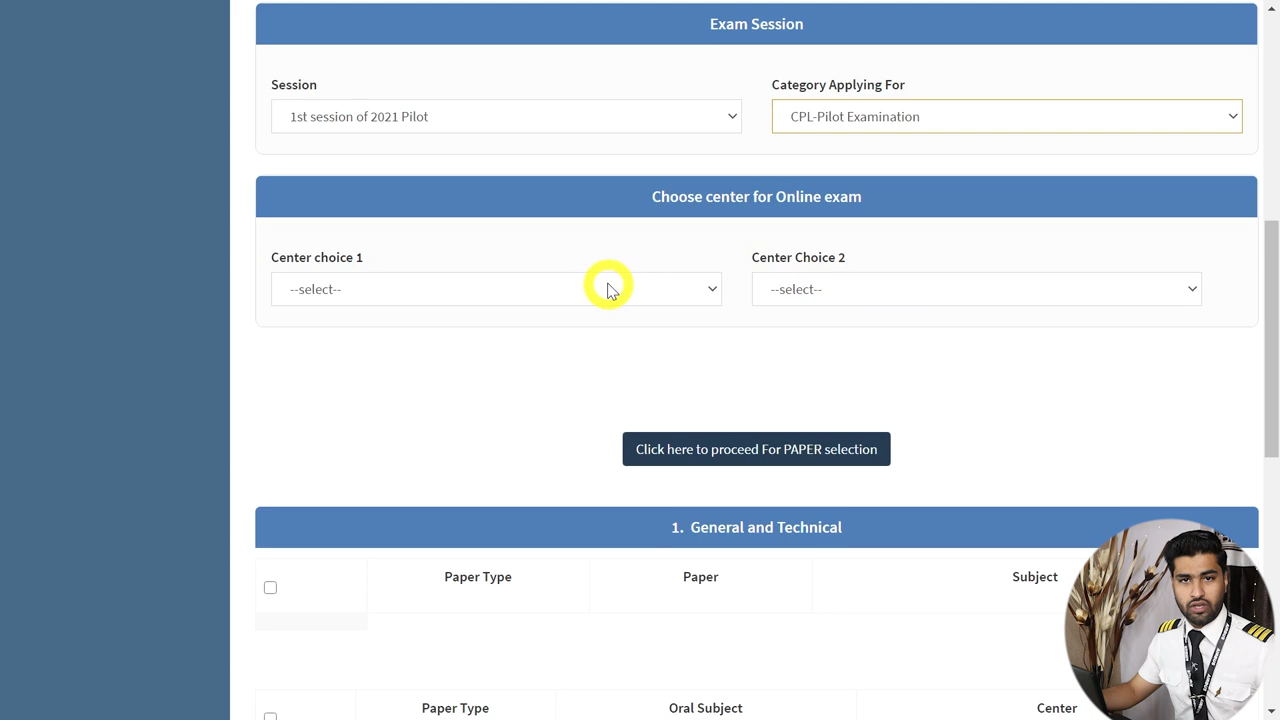 Exam Session
Session
Category Applying For
1st session of 2021 Pilot
CPL-Pilot Examination
Choose center for Online exam
Center choice 1
Center Choice 2
--select--
--select--
Click here to proceed For PAPER selection
1. General and Technical
Paper Type
Paper
Subject
Paper Type
Oral Subject
Center